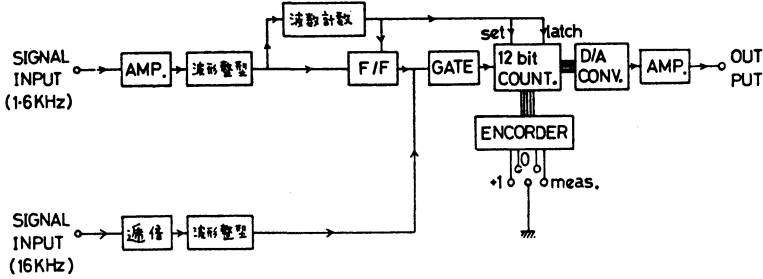 波数計数
set
latch
SIGNAL
INPUT
(1·6KHz)
AMP.
波形整型
F/F
GATE
12 bit
COUNT.
D/A
CONV.
AMP.
OUT
PUT
ENCORDER
+1
0
meas.
SIGNAL
INPUT
(16KHz)
逓倍
波形整型